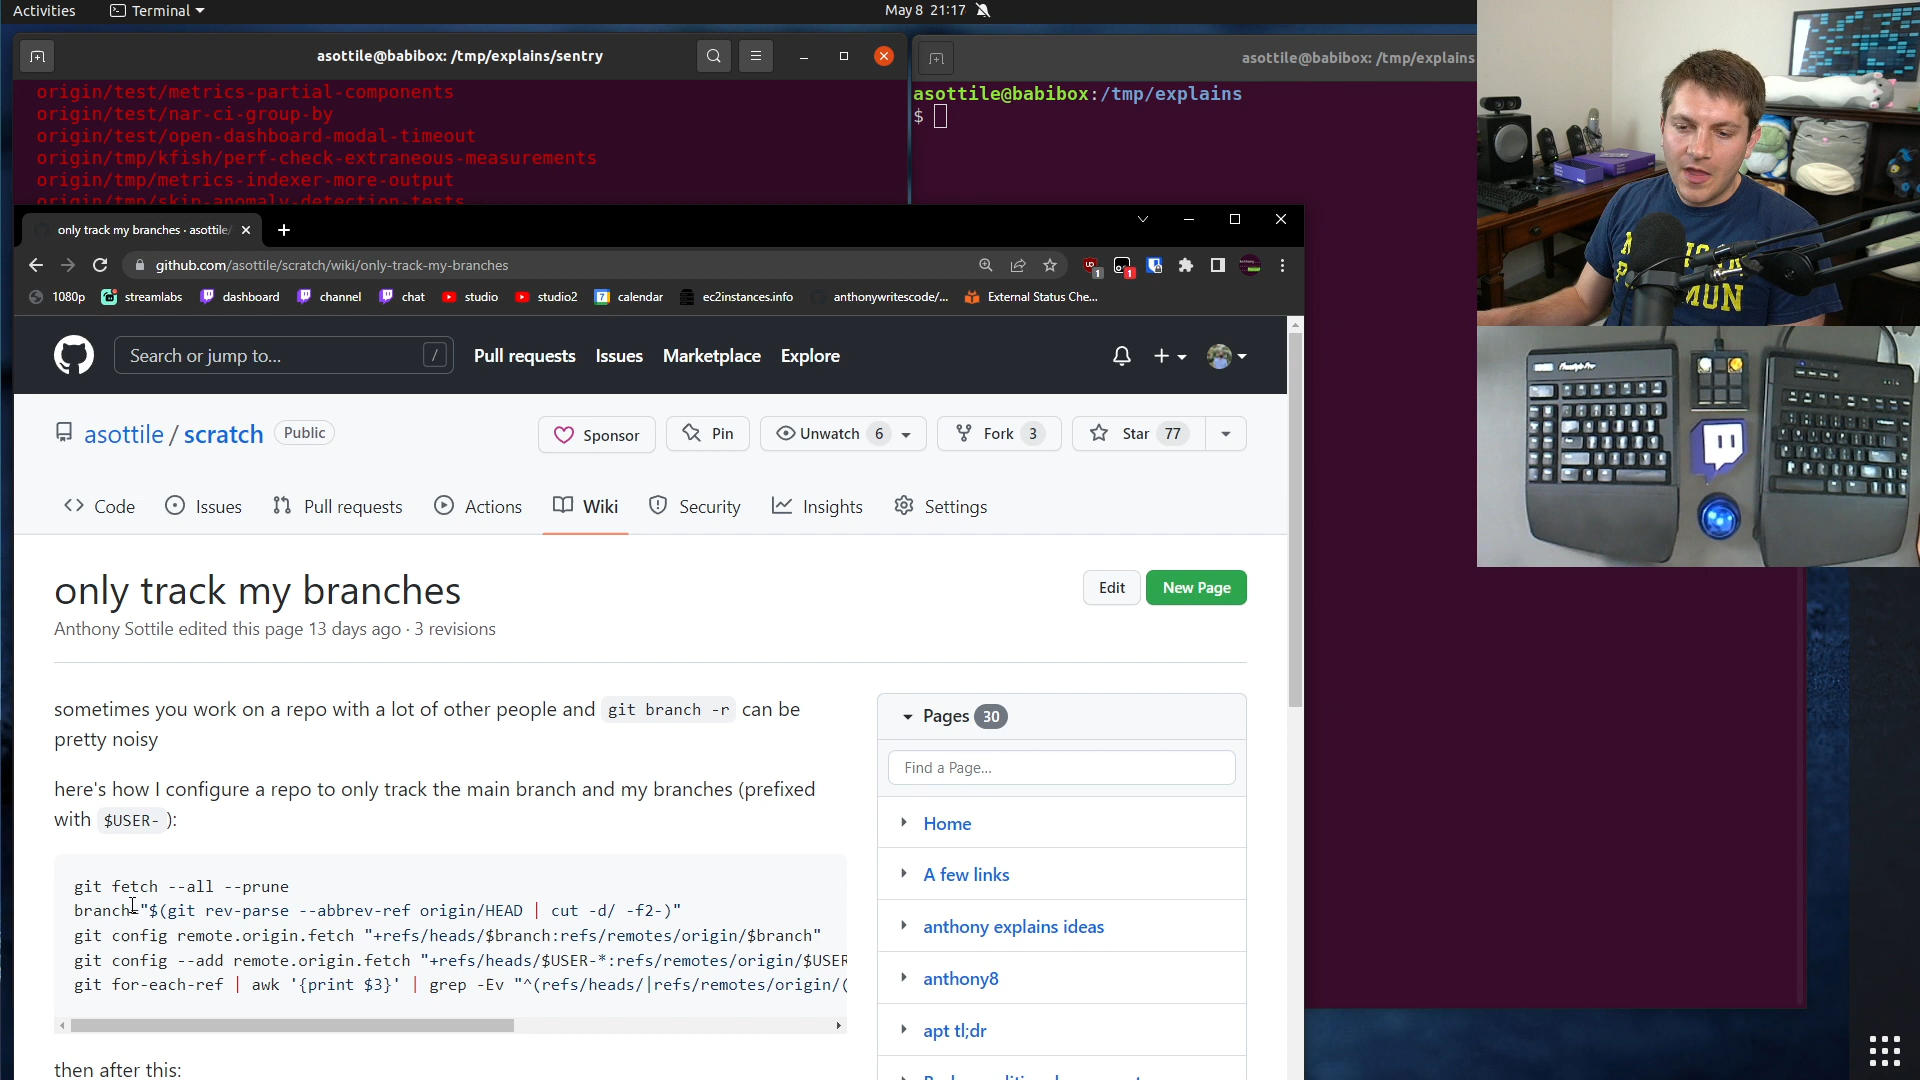 Activities
Terminal
May 8 21:17
asottile@babibox: /tmp/explains/sentry
origin/test/metrics-partial-components
origin/test/nar-ci-group-by
origin/test/open-dashboard-modal-timeout
origin/tmp/kfish/perf-check-extraneous-measurements
origin/tmp/metrics-indexer-more-output
origin/tmp/skip-anomaly-detection-tests
asottile@babibox: /tmp/explains
asottile@babibox:/tmp/explains
$
only track my branches · asottile/
github.com/asottile/scratch/wiki/only-track-my-branches
1
1
1080p
streamlabs
dashboard
channel
chat
studio
studio2
7 calendar
ec2instances.info
anthonywritescode/...
External Status Che...
Search or jump to...
/
Pull requests
Issues
Marketplace
Explore
asottile / scratch
Public
Sponsor
Pin
Unwatch 6
Fork 3
Star 77
Code
Issues
Pull requests
Actions
Wiki
Security
Insights
Settings
only track my branches
Edit
New Page
Anthony Sottile edited this page 13 days ago · 3 revisions
sometimes you work on a repo with a lot of other people and git branch -r can be
pretty noisy
here's how I configure a repo to only track the main branch and my branches (prefixed
with $USER- ):
git fetch --all --prune
branch="$(git rev-parse --abbrev-ref origin/HEAD | cut -d/ -f2-)"
git config remote.origin.fetch "+refs/heads/$branch:refs/remotes/origin/$branch"
git config --add remote.origin.fetch "+refs/heads/$USER-*:refs/remotes/origin/$USER
git for-each-ref | awk '{print $3}' | grep -Ev "^(refs/heads/|refs/remotes/origin/(
then after this:
Pages 30
Find a Page...
Home
A few links
anthony explains ideas
anthony8
apt tl;dr